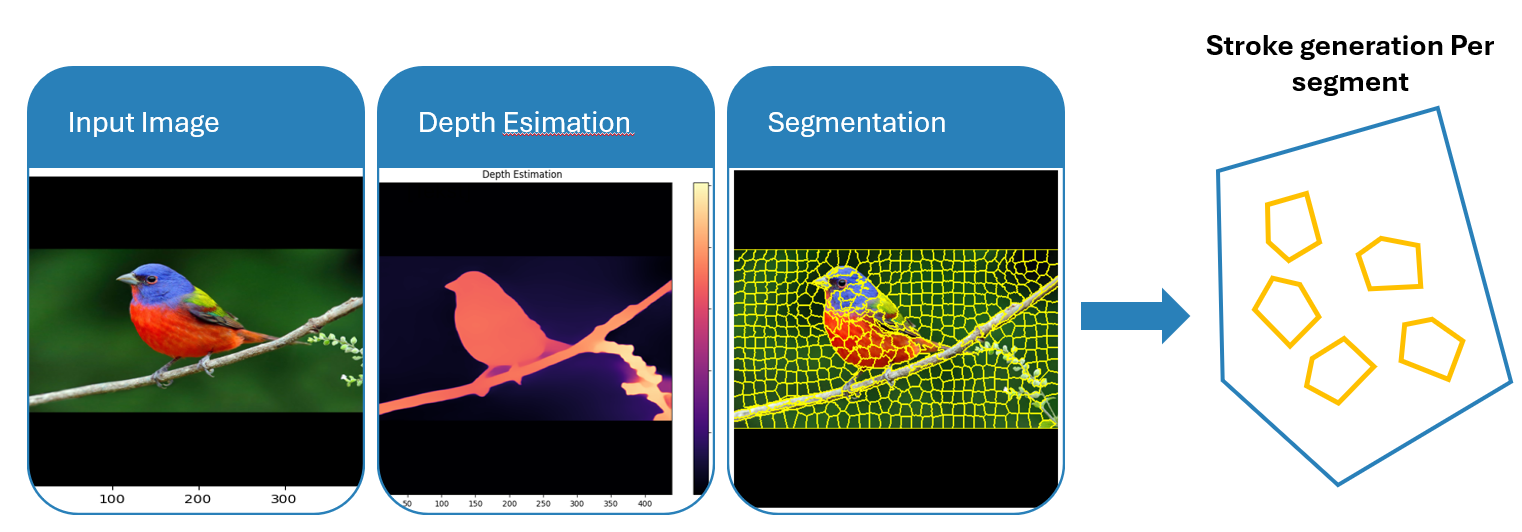 Stroke generation Per
segment
Input Image
Depth Esimation
Segmentation
Depth Estimation
100 200 300
50 100 150 200 250 300 350 400